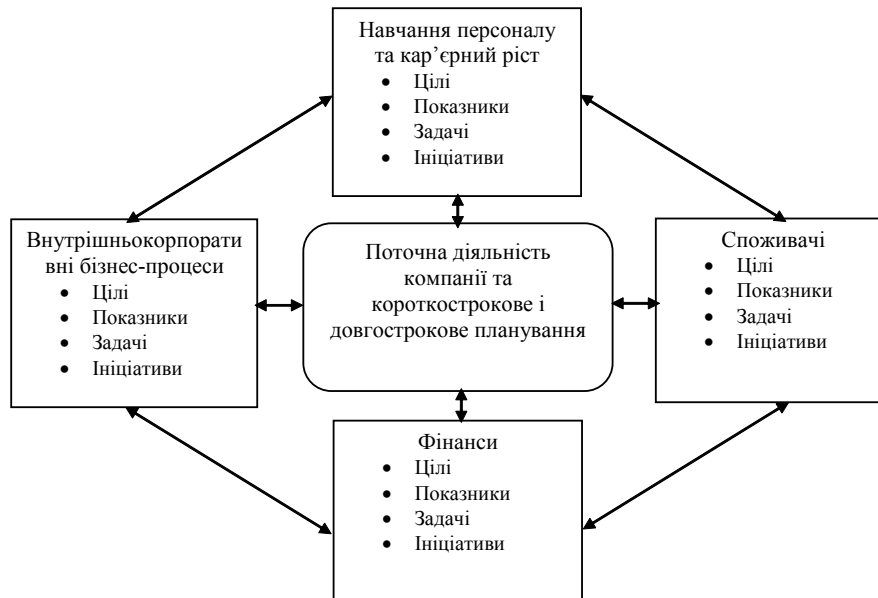 Навчання персоналу
та кар’єрний ріст
• Цілі
• Показники
• Задачі
• Ініціативи
Внутрішньокорпорати
вні бізнес-процеси
• Цілі
• Показники
• Задачі
• Ініціативи
Поточна діяльність
компанії та
короткострокове і
довгострокове планування
Споживачі
• Цілі
• Показники
• Задачі
• Ініціативи
Фінанси
• Цілі
• Показники
• Задачі
• Ініціативи